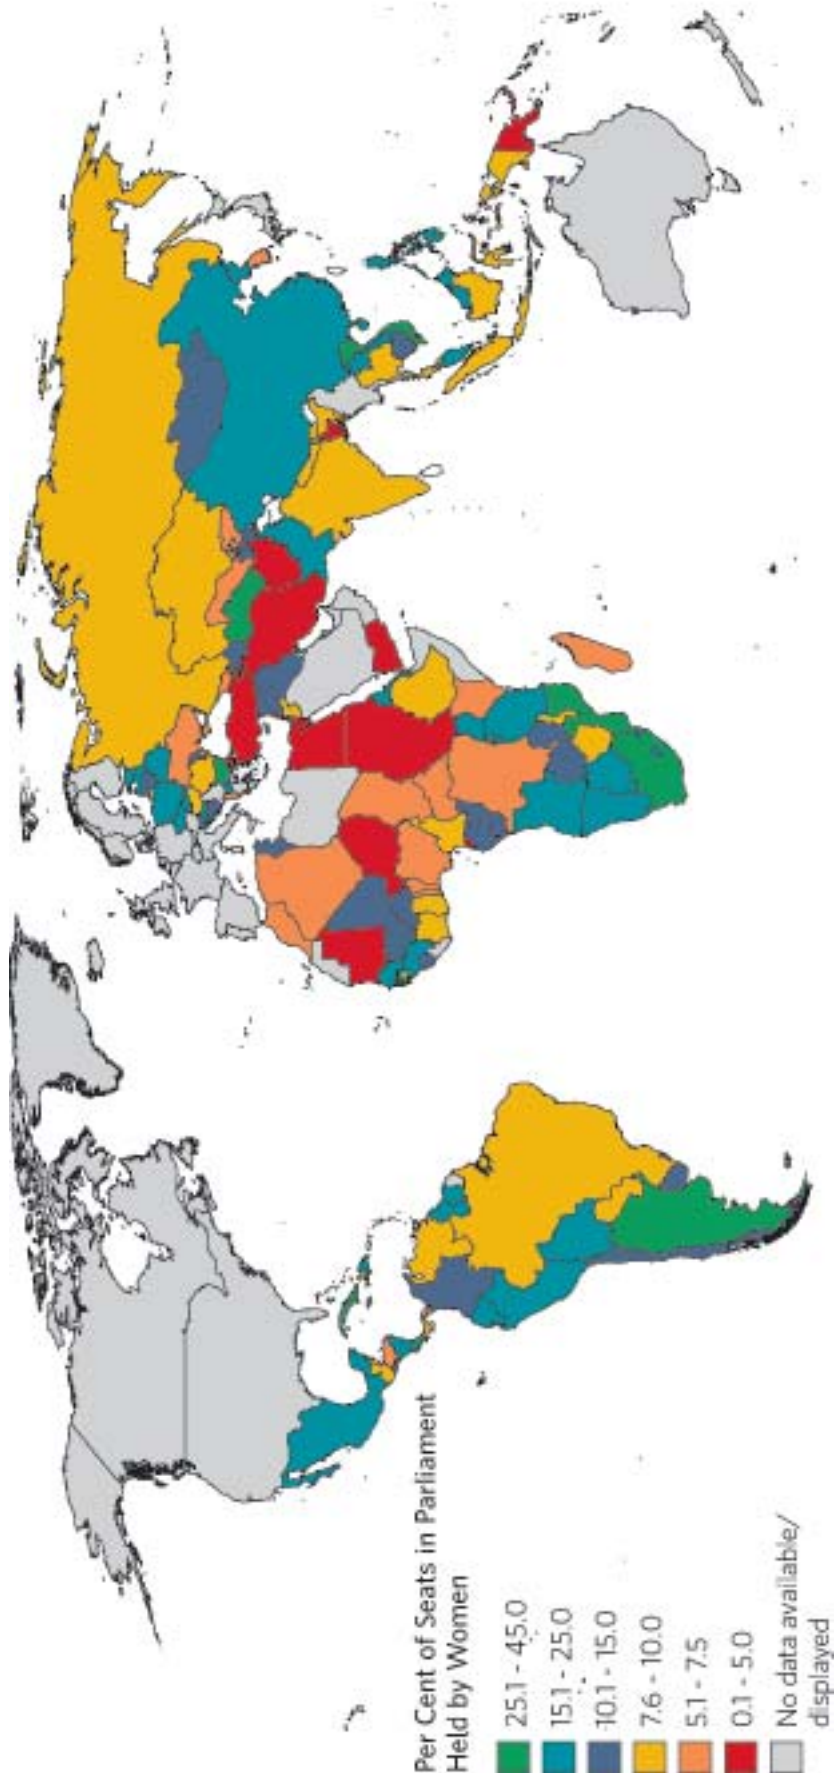 Per Cent of Seats in Parliament
Held by Women
25.1 - 45.0
15.1 - 25.0
10.1 - 15.0
7.6 - 10.0
5.1 - 7.5
0.1 - 5.0
No data available/
displayed